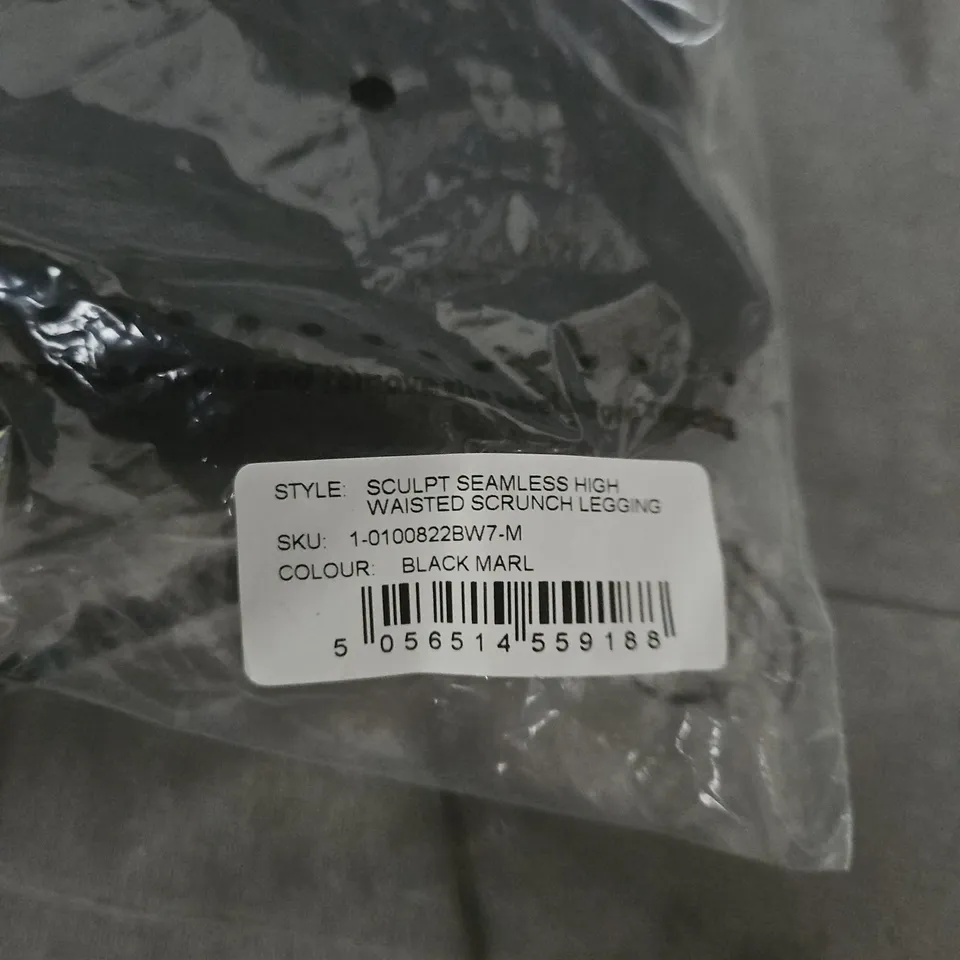 STYLE: SCULPT SEAMLESS HIGH
WAISTED SCRUNCH LEGGING
SKU: 1-0100822BW7-M
COLOUR: BLACK MARL
5 056514 559188